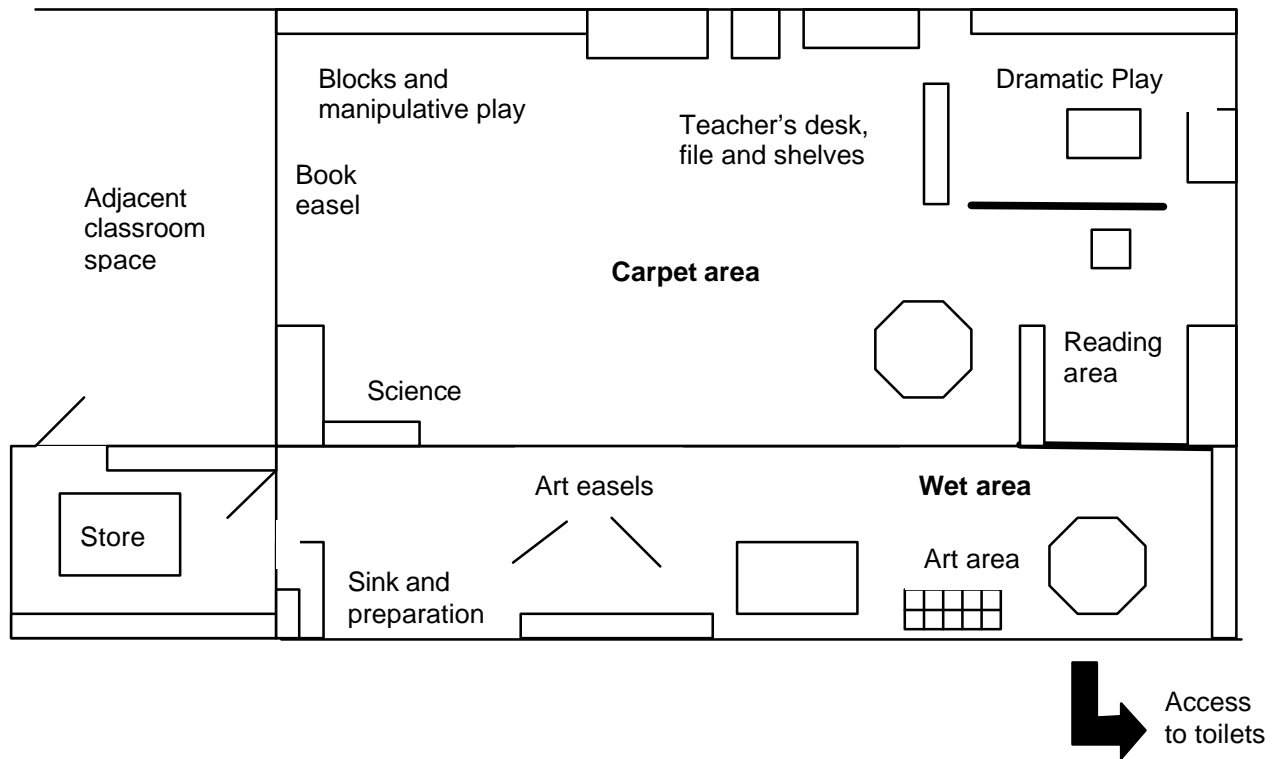 Blocks and
manipulative play
Dramatic Play
Teacher’s desk,
file and shelves
Book
easel
Adjacent
classroom
space
Carpet area
Reading
area
Science
Art easels
Wet area
Store
Art area
Sink and
preparation
Access
to toilets